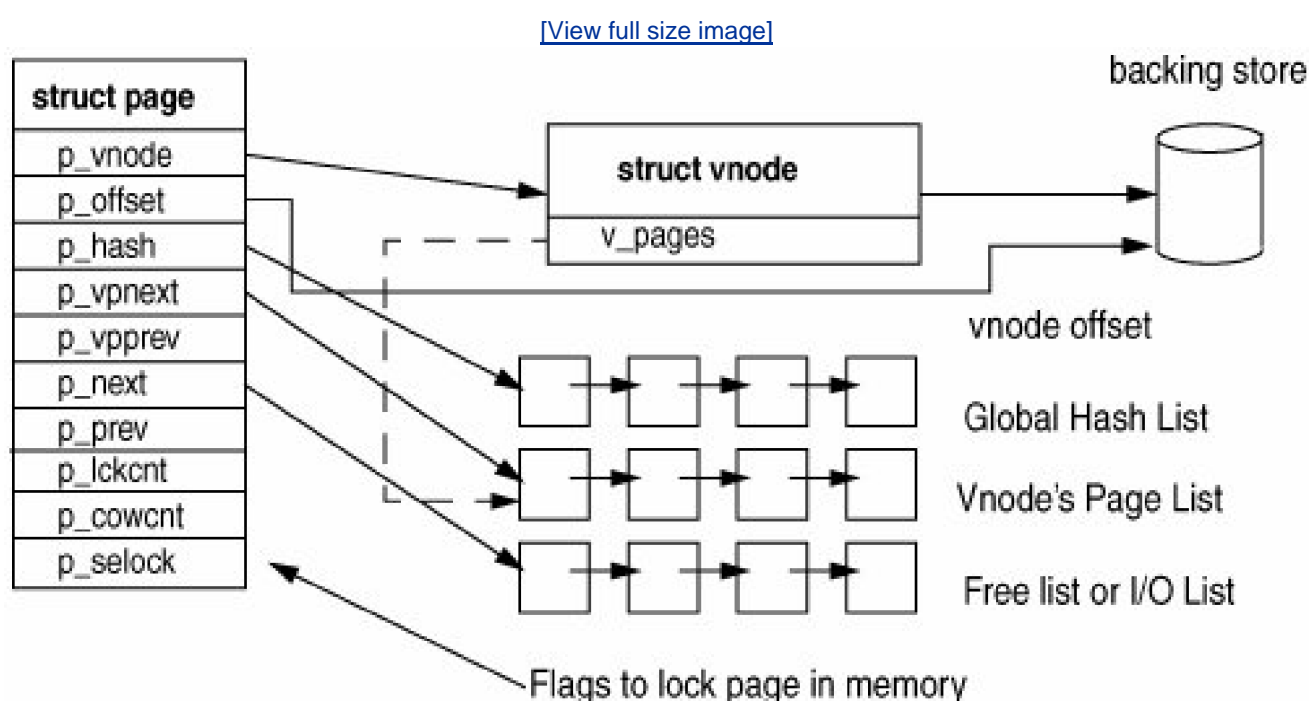 [View full size image]
struct page
p_vnode
p_offset
p_hash
p_vpnext
p_vpprev
p_next
p_prev
p_lckcnt
p_cowcnt
p_selock
struct vnode
v_pages
backing store
vnode offset
Global Hash List
Vnode's Page List
Free list or I/O List
Flags to lock page in memory